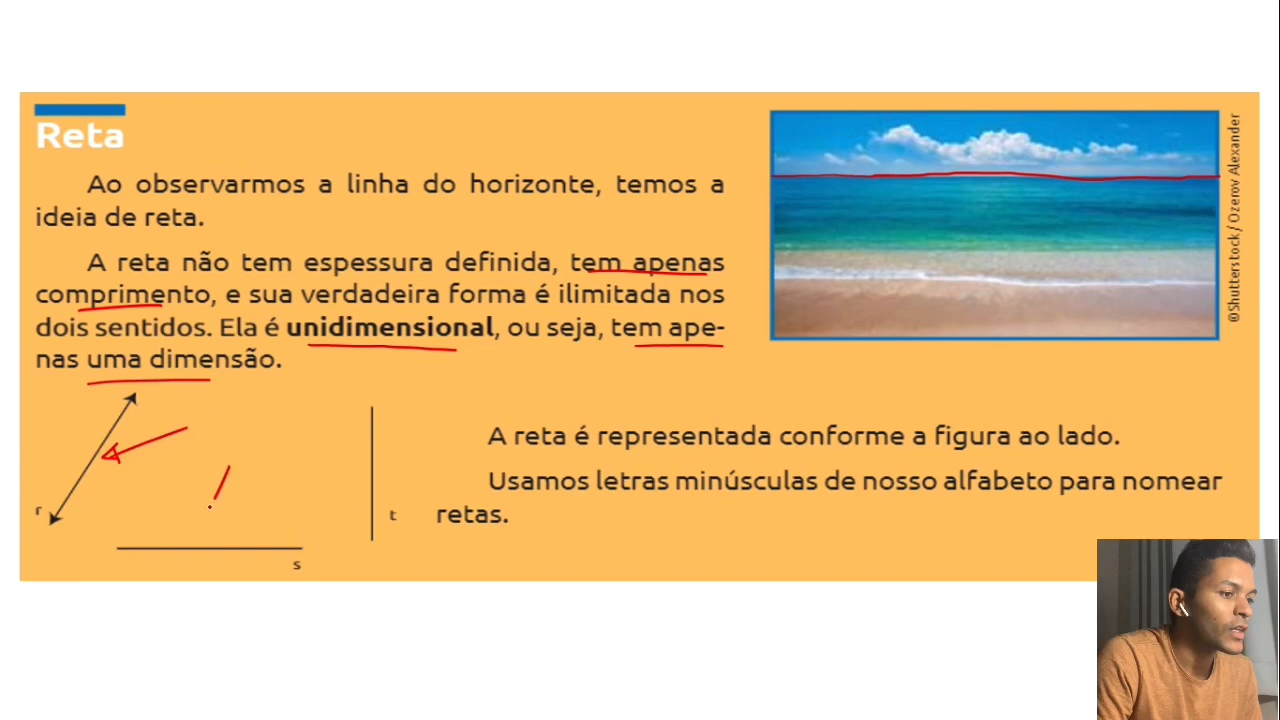 Reta
Ao observarmos a linha do horizonte, temos a
ideia de reta.
A reta não tem espessura definida, tem apenas
comprimento, e sua verdadeira forma é ilimitada nos
dois sentidos. Ela é unidimensional, ou seja, tem ape-
nas uma dimensão.
©Shutterstock / Ozerov Alexander
r
s
t
A reta é representada conforme a figura ao lado.
Usamos letras minúsculas de nosso alfabeto para nomear
retas.